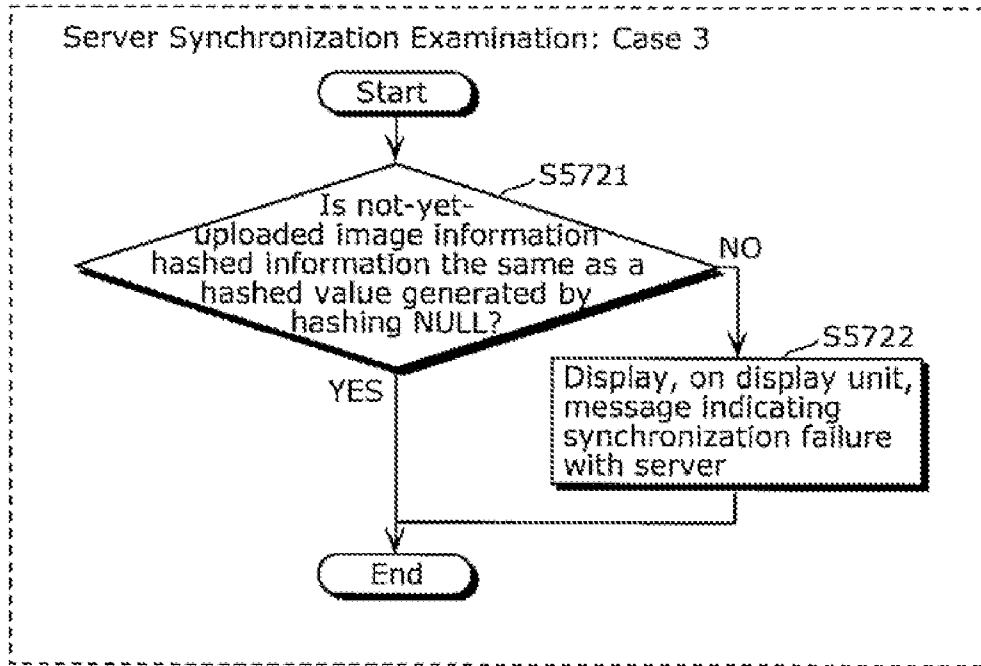 Server Synchronization Examination: Case 3
Start
S5721
Is not-yet-
uploaded image information
hashed information the same as a
hashed value generated by
hashing NULL?
NO
YES
S5722
Display, on display unit,
message indicating
synchronization failure
with server
End